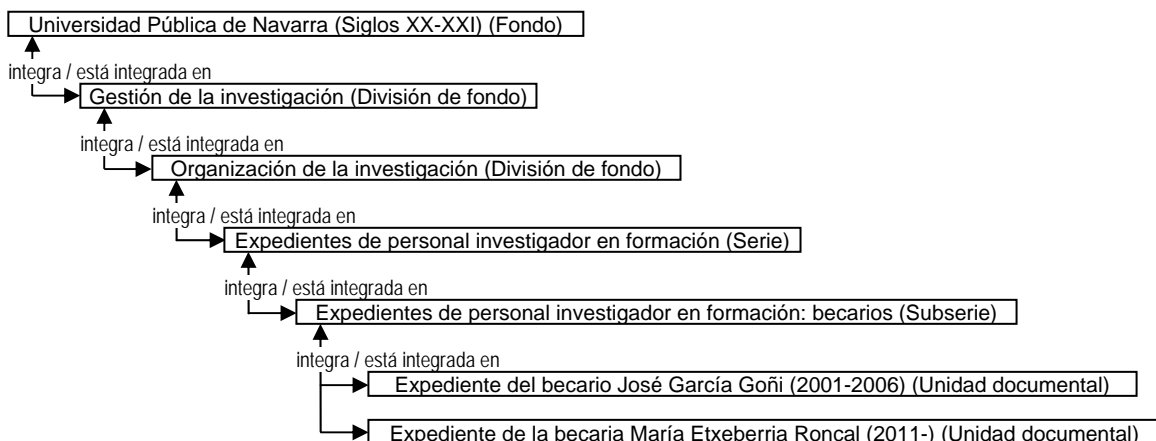 Universidad Pública de Navarra (Siglos XX-XXI) (Fondo)
integra / está integrada en
Gestión de la investigación (División de fondo)
integra / está integrada en
Organización de la investigación (División de fondo)
integra / está integrada en
Expedientes de personal investigador en formación (Serie)
integra / está integrada en
Expedientes de personal investigador en formación: becarios (Subserie)
integra / está integrada en
Expediente del becario José García Goñi (2001-2006) (Unidad documental)
Expediente de la becaria María Etxeberria Roncal (2011-) (Unidad documental)